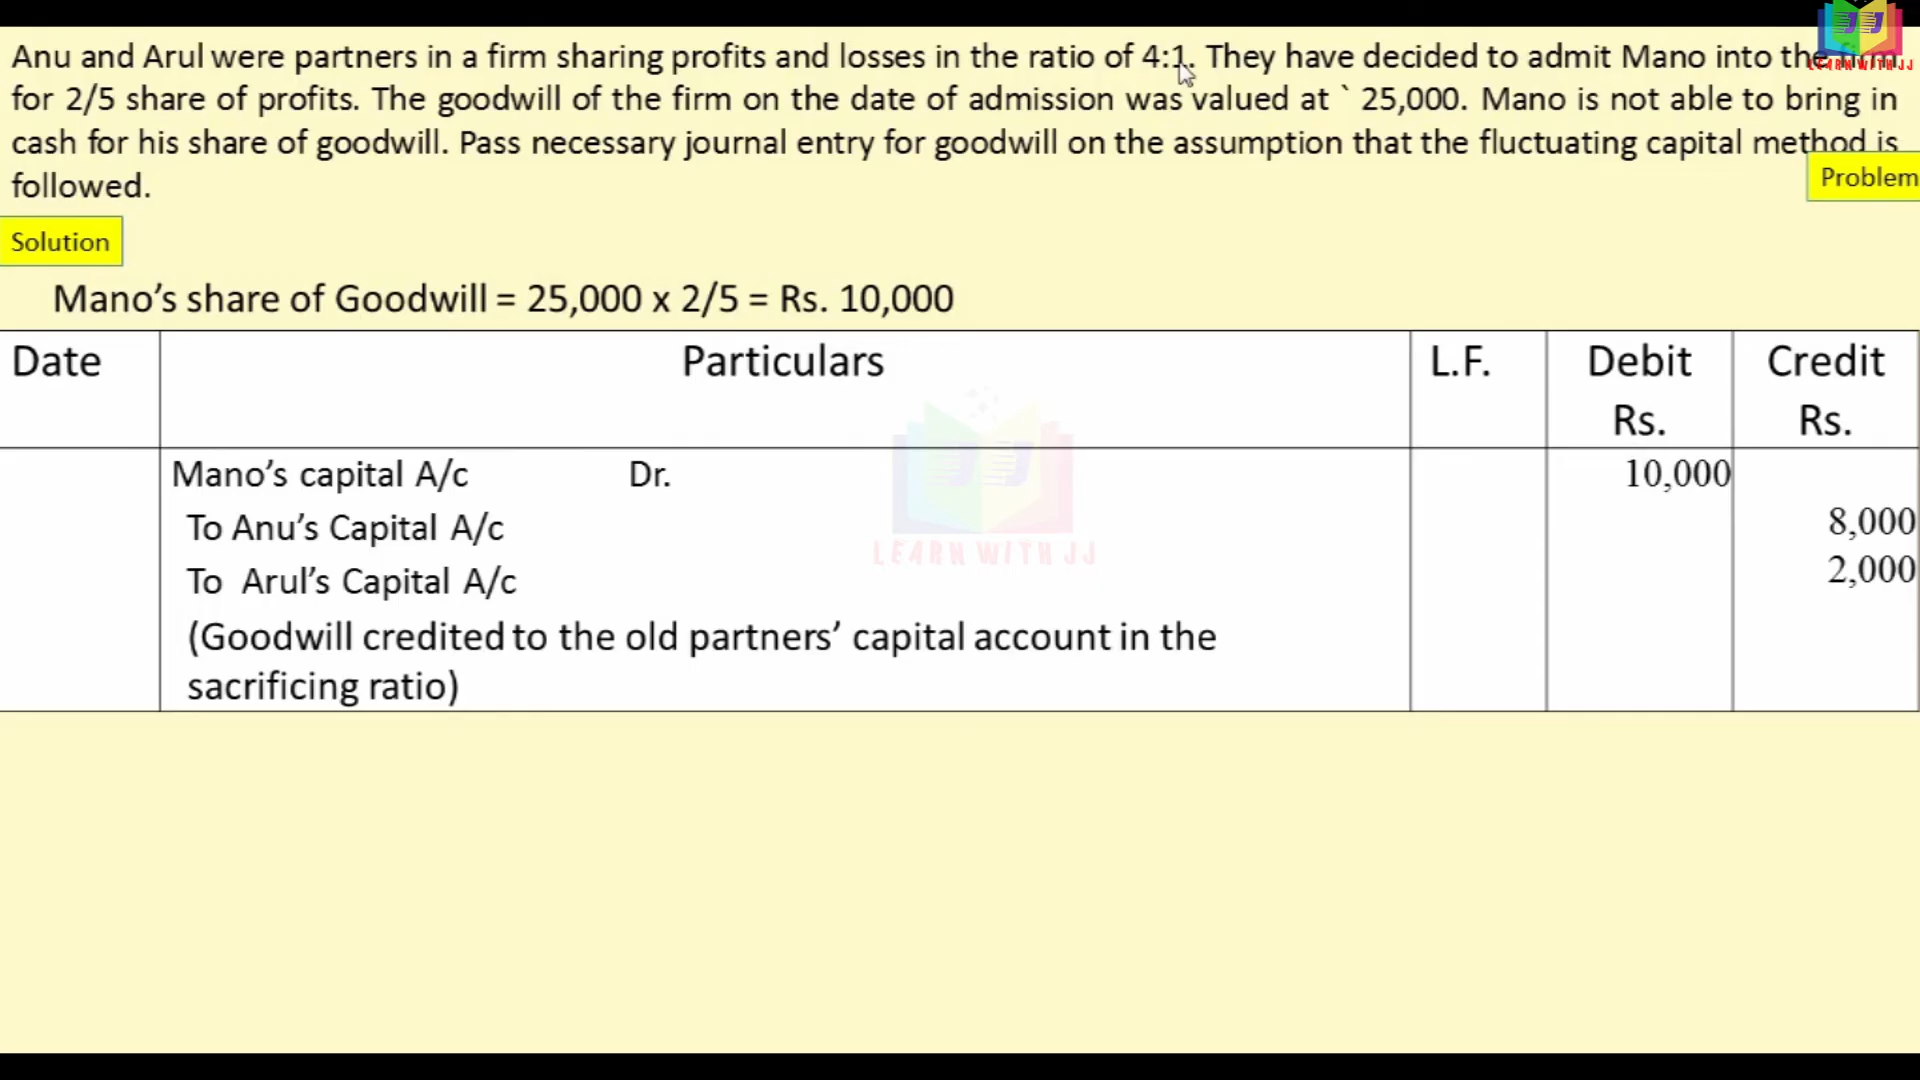 Anu and Arul were partners in a firm sharing profits and losses in the ratio of 4:1. They have decided to admit Mano into the firm
LEARN WITH JJ
for 2/5 share of profits. The goodwill of the firm on the date of admission was valued at ` 25,000. Mano is not able to bring in
cash for his share of goodwill. Pass necessary journal entry for goodwill on the assumption that the fluctuating capital method is
followed.
Problem
Solution
Mano’s share of Goodwill = 25,000 x 2/5 = Rs. 10,000
Date Particulars L.F. Debit Credit
Rs. Rs.
Mano’s capital A/c Dr. 10,000
To Anu’s Capital A/c 8,000
LEARN WITH JJ
To Arul’s Capital A/c 2,000
(Goodwill credited to the old partners’ capital account in the
sacrificing ratio)